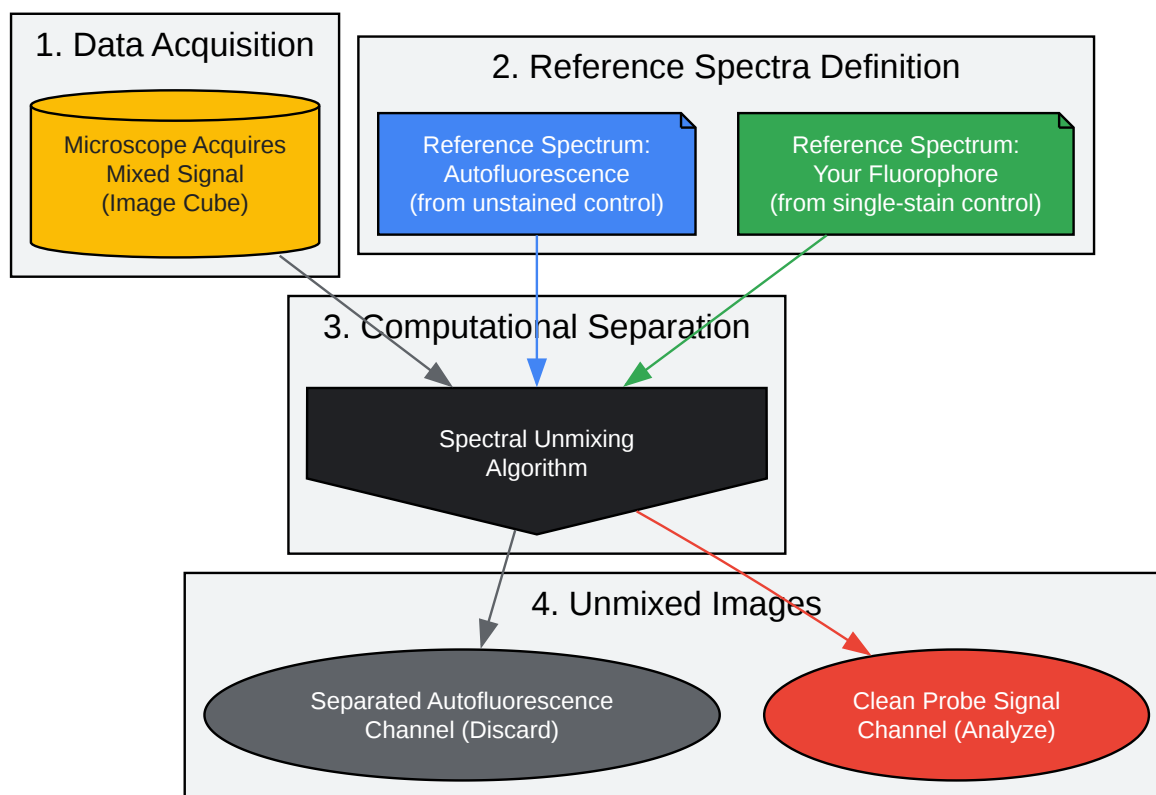 1. Data Acquisition
Microscope Acquires
Mixed Signal
(Image Cube)
2. Reference Spectra Definition
Reference Spectrum:
Autofluorescence
(from unstained control)
Reference Spectrum:
Your Fluorophore
(from single-stain control)
3. Computational Separation
Spectral Unmixing
Algorithm
4. Unmixed Images
Separated Autofluorescence
Channel (Discard)
Clean Probe Signal
Channel (Analyze)